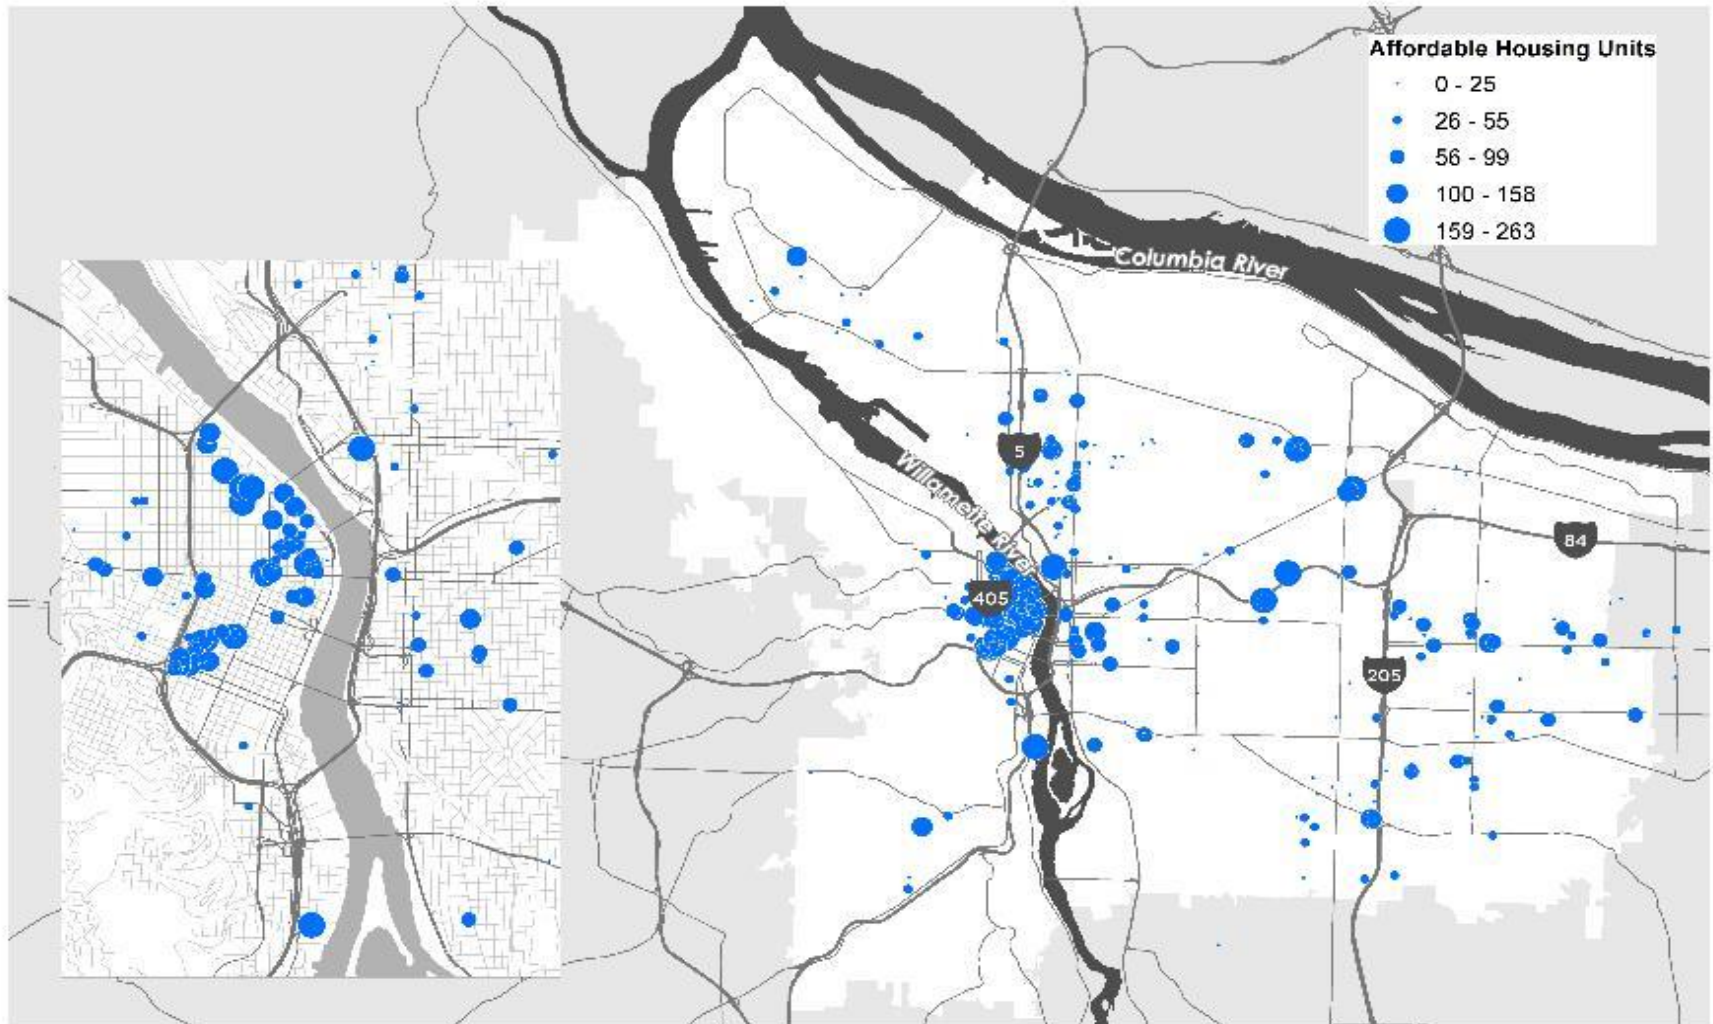 Affordable Housing Units
0 - 25
26 - 55
56 - 99
100 - 158
159 - 263
Columbia River
5
Willamette River
84
405
205